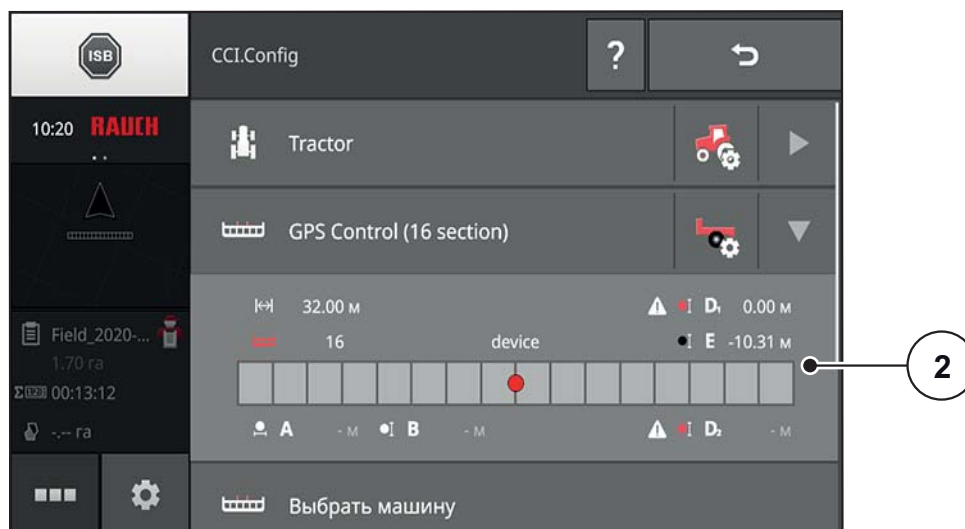 ISB
CCI.Config
?
10:20 RAUCH
Tractor
GPS Control (16 section)
32.00 м
D₁ 0.00 м
16
device
E -10.31 м
2
Field_2020-...
1.70 га
Σ 123 00:13:12
A - м
B - м
D₂ - м
-,-- га
Выбрать машину